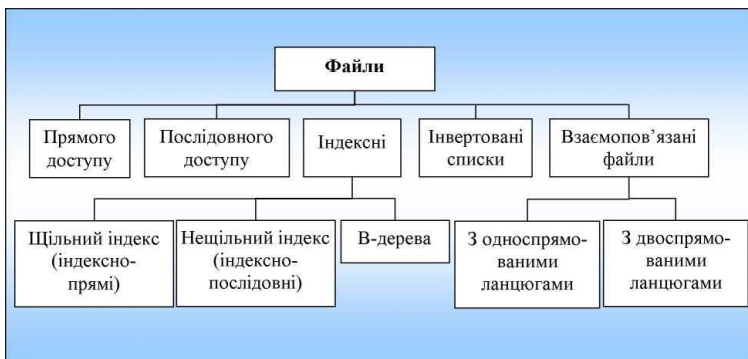 Файли
Прямого
доступу
Послідовного
доступу
Індексні
Інвертовані
списки
Взаємопов’язані
файли
Щільний індекс
(індексно-
прямі)
Нещільний індекс
(індексно-
послідовні)
В-дерева
З односпрямо-
ваними
ланцюгами
З двоспрямо-
ваними
ланцюгами